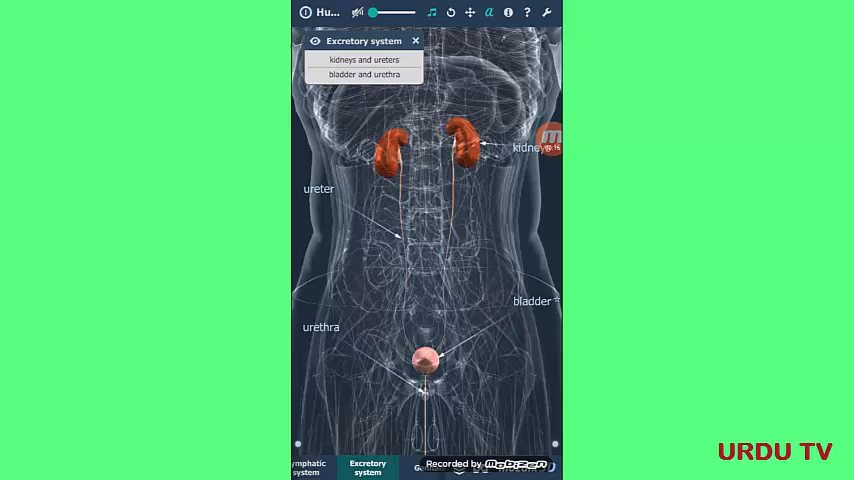 Hu...
Excretory system
kidneys and ureters
bladder and urethra
kidney
ureter
bladder
urethra
Excretory
system
system
Recorded by mobizen
URDU TV